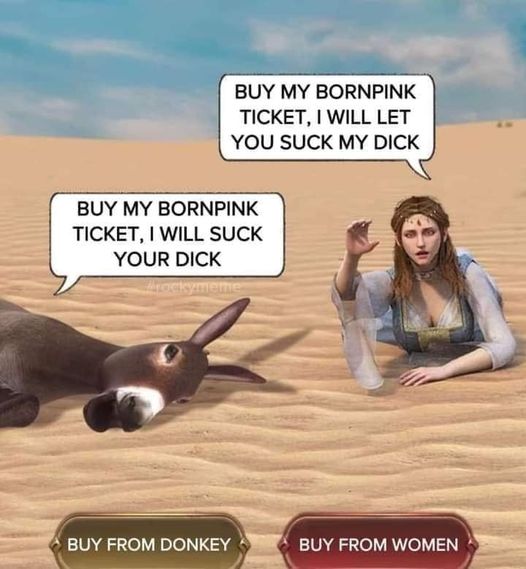 BUY MY BORNPINK
TICKET, I WILL LET
YOU SUCK MY DICK
BUY MY BORNPINK
TICKET, I WILL SUCK
YOUR DICK
#rockymeme
BUY FROM DONKEY
BUY FROM WOMEN